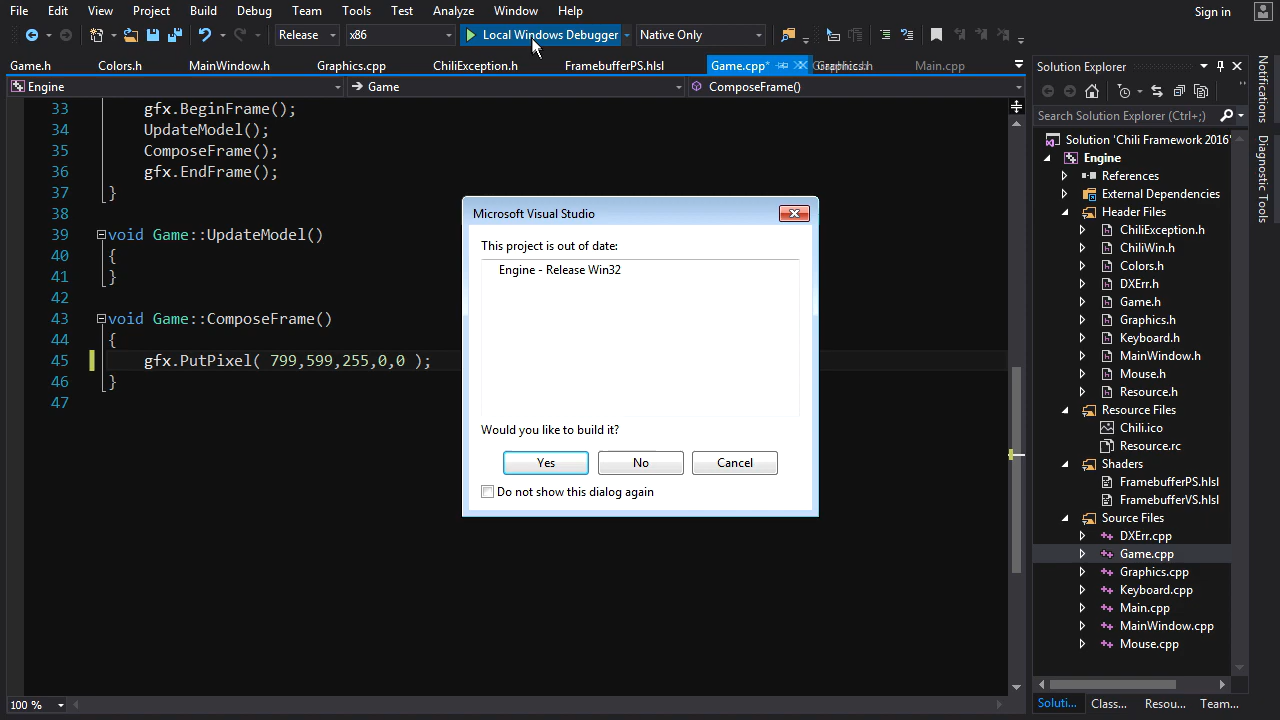 File Edit View Project Build Debug Team Tools Test Analyze Window Help Sign in
Release x86 Local Windows Debugger Native Only
Game.h Colors.h MainWindow.h Graphics.cpp ChiliException.h FramebufferPS.hlsl Game.cpp* Graphics.h Main.cpp
Engine Game ComposeFrame()
33 gfx.BeginFrame();
34 UpdateModel();
35 ComposeFrame();
36 gfx.EndFrame();
37 }
38
39 void Game::UpdateModel()
40 {
41 }
42
43 void Game::ComposeFrame()
44 {
45 gfx.PutPixel( 799,599,255,0,0 );
46 }
47
100 %
Microsoft Visual Studio
This project is out of date:
Engine - Release Win32
Would you like to build it?
Yes No Cancel
Do not show this dialog again
Solution Explorer
Search Solution Explorer (Ctrl+;)
Solution 'Chili Framework 2016'
Engine
References
External Dependencies
Header Files
ChiliException.h
ChiliWin.h
Colors.h
DXErr.h
Game.h
Graphics.h
Keyboard.h
MainWindow.h
Mouse.h
Resource.h
Resource Files
Chili.ico
Resource.rc
Shaders
FramebufferPS.hlsl
FramebufferVS.hlsl
Source Files
DXErr.cpp
Game.cpp
Graphics.cpp
Keyboard.cpp
Main.cpp
MainWindow.cpp
Mouse.cpp
Soluti... Class... Resou... Team...
Notifications
Diagnostic Tools